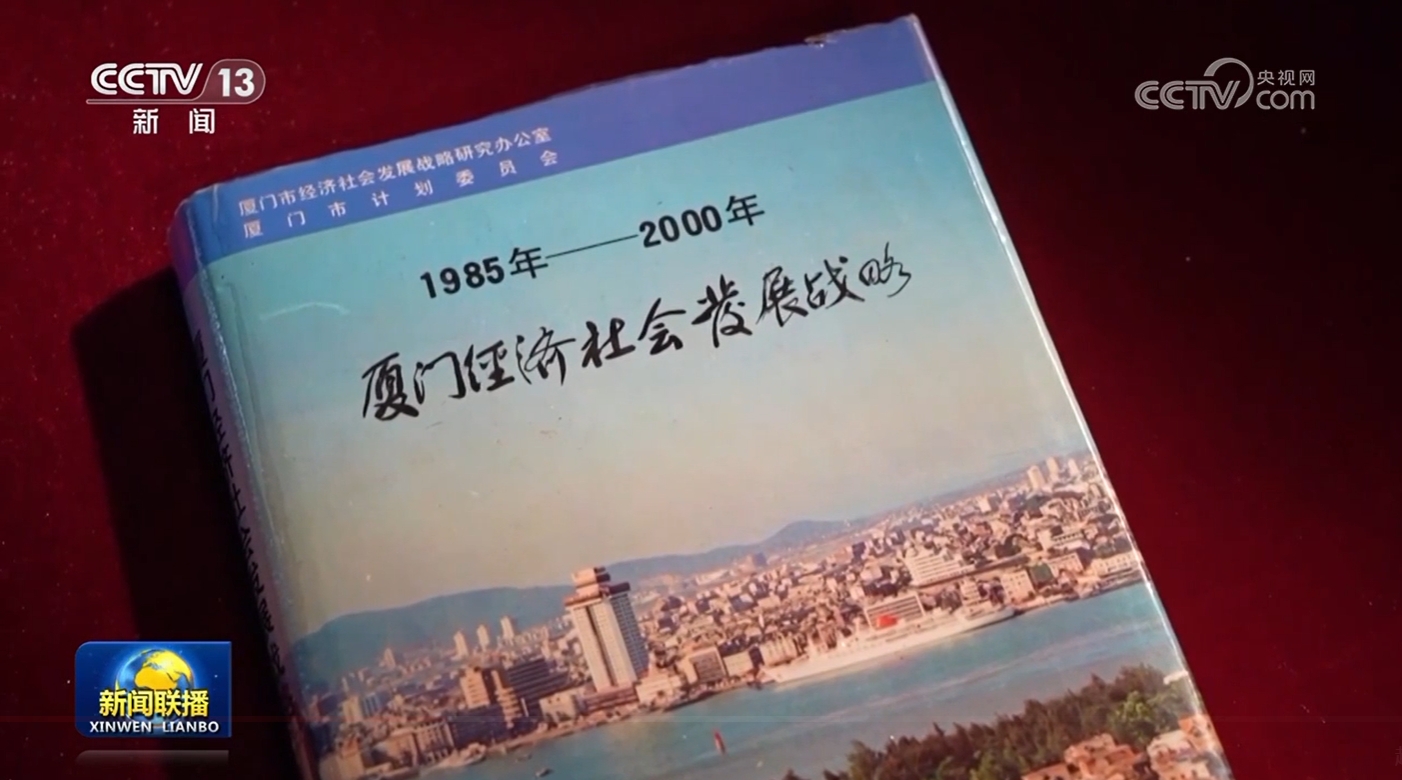 CCTV 13
新闻
CCTV 央视网
com
厦门市经济社会发展战略研究办公室
厦门市计划委员会
1985年——2000年
厦门經济社会发展战略
新闻联播
XINWEN LIANBO